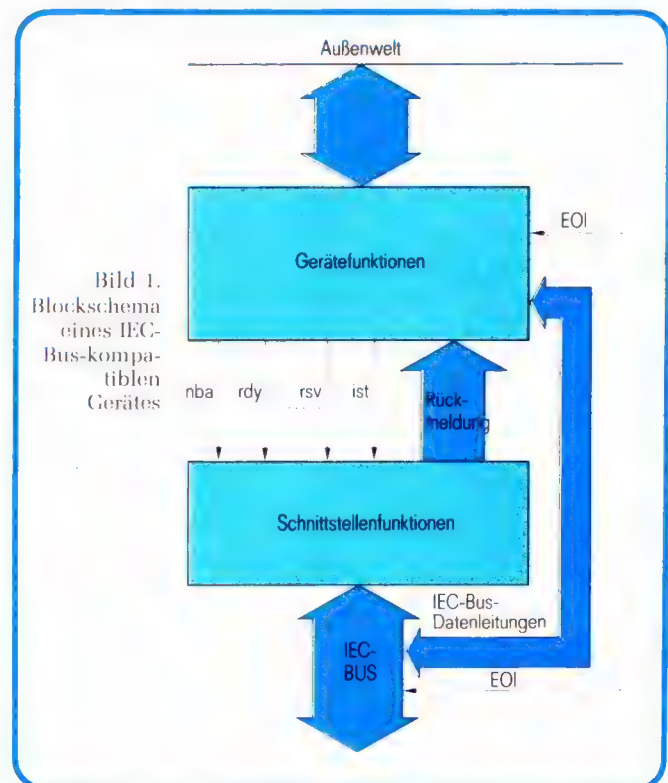 Außenwelt
EOI
Gerätefunktionen
Bild 1.
Blockschema
eines IEC-
Bus-kompa-
tiblen
Gerätes
nba rdy rsv ist
Rück-
meldung
Schnittstellenfunktionen
IEC-Bus-
Datenleitungen
IEC-
BUS
EOI